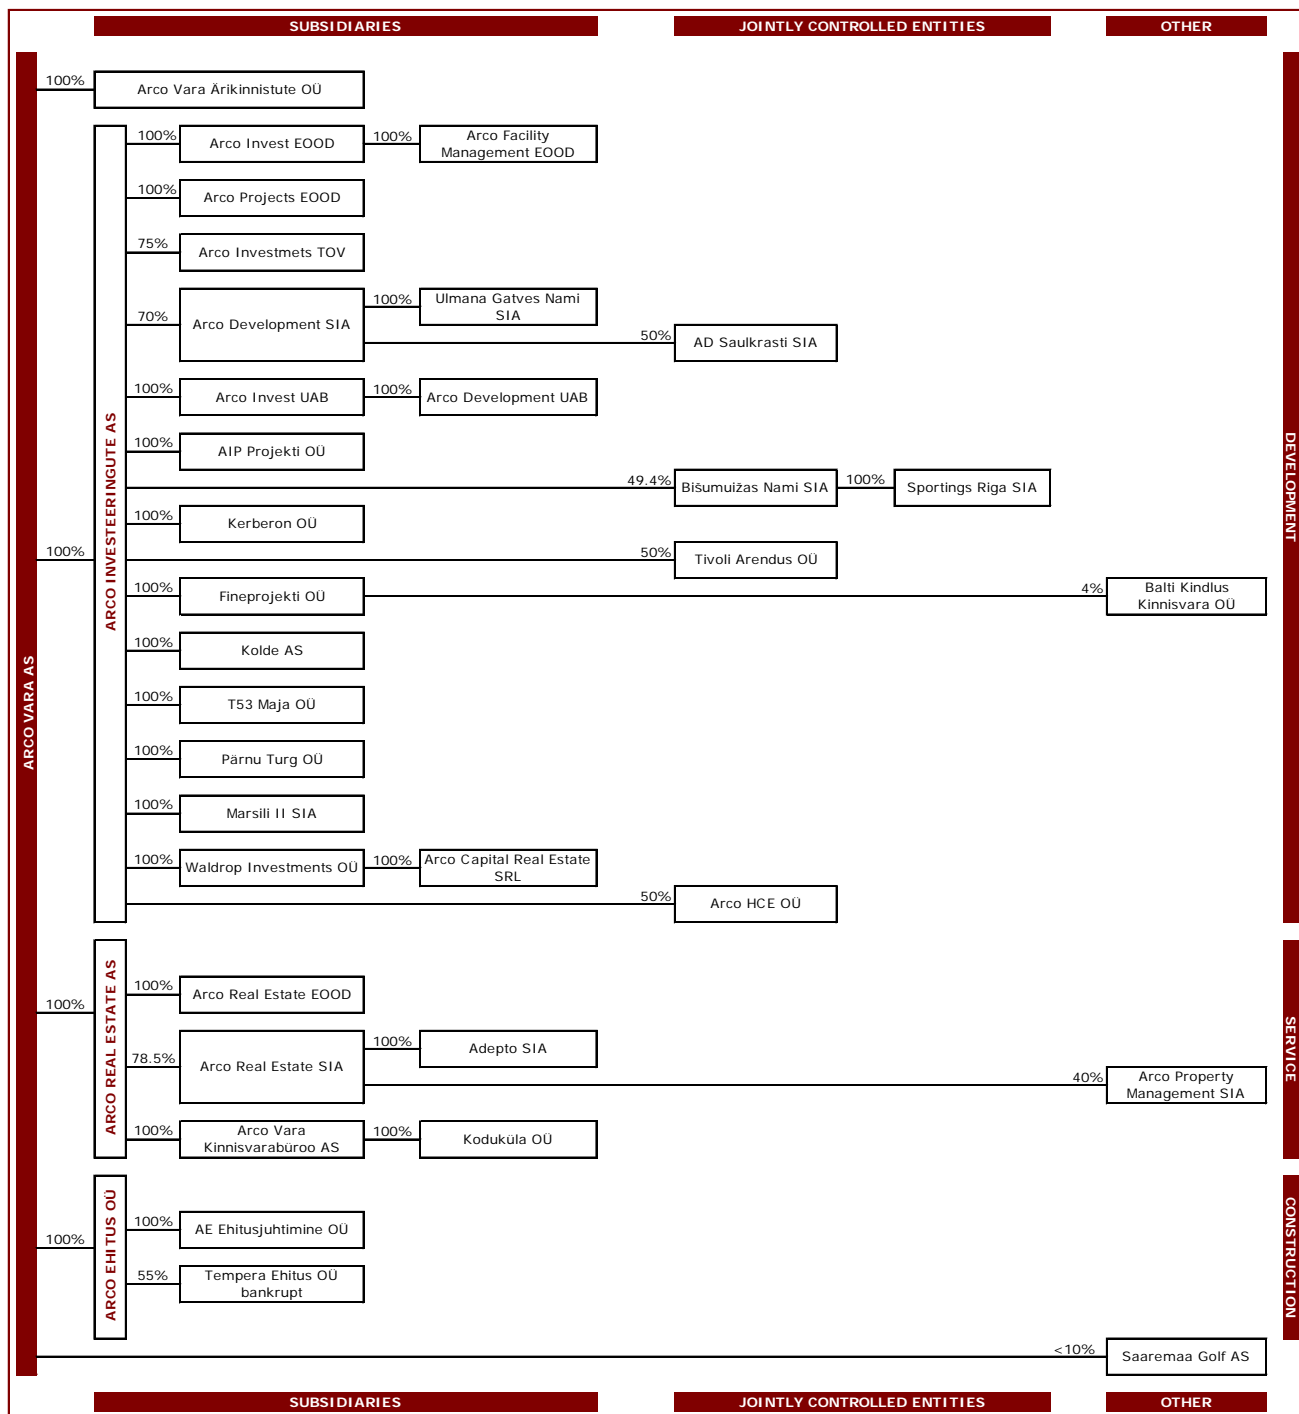 SUBSIDIARIES
JOINTLY CONTROLLED ENTITIES
OTHER
ARCO VARA AS
100%
Arco Vara Ärikinnistute OÜ
DEVELOPMENT
100%
ARCO INVESTEERINGUTE AS
100%
Arco Invest EOOD
100%
Arco Facility
Management EOOD
100%
Arco Projects EOOD
75%
Arco Investmets TOV
70%
Arco Development SIA
100%
Ulmana Gatves Nami
SIA
50%
AD Saulkrasti SIA
100%
Arco Invest UAB
100%
Arco Development UAB
100%
AIP Projekti OÜ
49.4%
Bišumuižas Nami SIA
100%
Sportings Riga SIA
100%
Kerberon OÜ
50%
Tivoli Arendus OÜ
100%
Fineprojekti OÜ
4%
Balti Kindlus
Kinnisvara OÜ
100%
Kolde AS
100%
T53 Maja OÜ
100%
Pärnu Turg OÜ
100%
Marsili II SIA
100%
Waldrop Investments OÜ
100%
Arco Capital Real Estate
SRL
50%
Arco HCE OÜ
100%
ARCO REAL ESTATE AS
SERVICE
100%
Arco Real Estate EOOD
78.5%
Arco Real Estate SIA
100%
Adepto SIA
40%
Arco Property
Management SIA
100%
Arco Vara
Kinnisvarabüroo AS
100%
Koduküla OÜ
100%
ARCO EHITUS OÜ
CONSTRUCTION
100%
AE Ehitusjuhtimine OÜ
55%
Tempera Ehitus OÜ
bankrupt
<10%
Saaremaa Golf AS
SUBSIDIARIES
JOINTLY CONTROLLED ENTITIES
OTHER